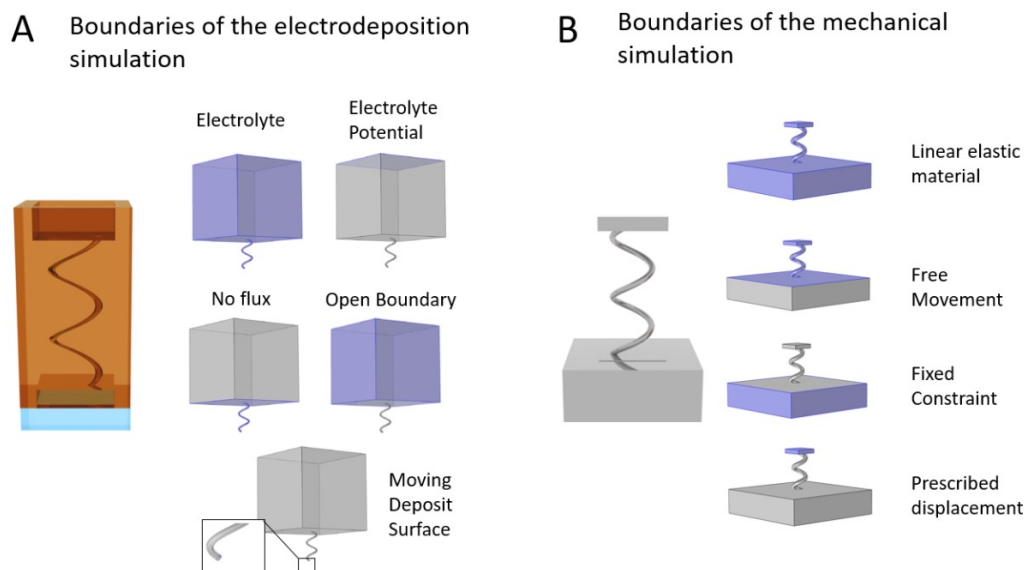 A
Boundaries of the electrodeposition
simulation
Electrolyte
Electrolyte
Potential
No flux
Open Boundary
Moving
Deposit
Surface
B
Boundaries of the mechanical
simulation
Linear elastic
material
Free
Movement
Fixed
Constraint
Prescribed
displacement